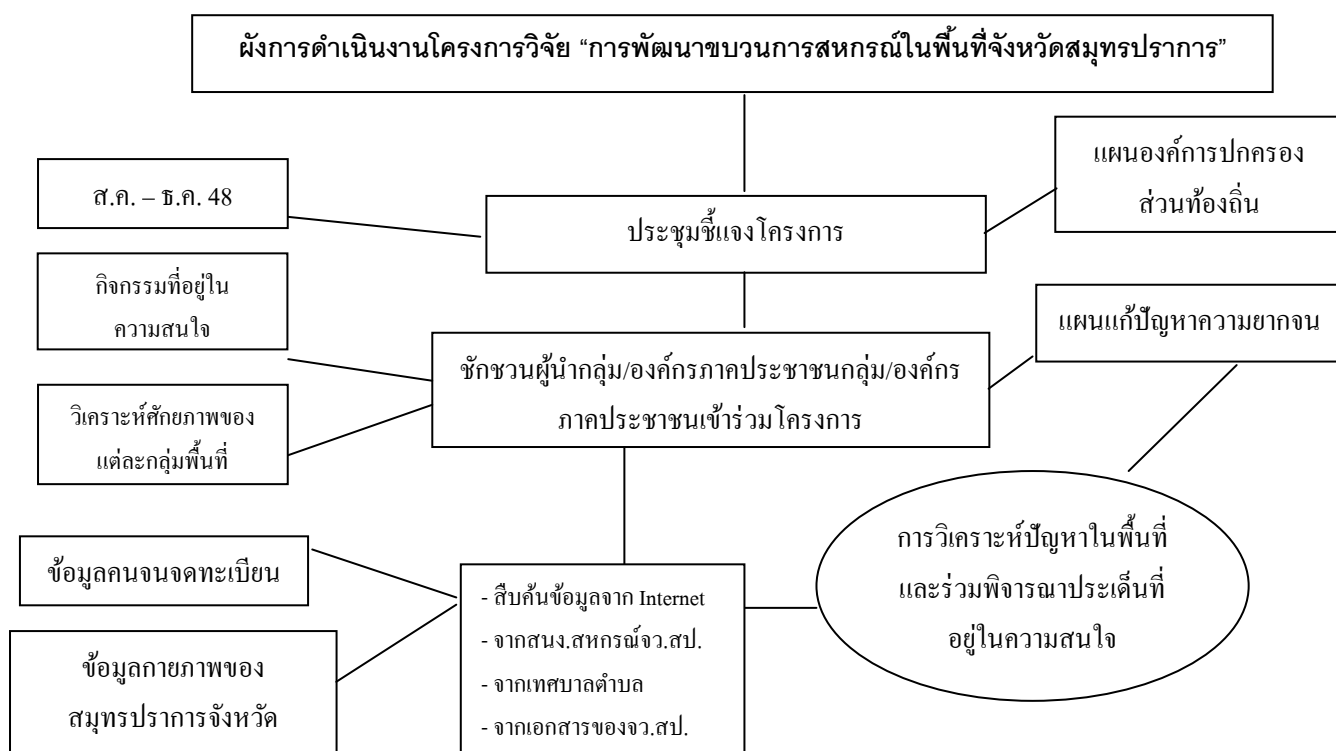 ผังการดำเนินงานโครงการวิจัย “การพัฒนาขบวนการสหกรณ์ในพื้นที่จังหวัดสมุทรปราการ”
แผนองค์การปกครอง
ส่วนท้องถิ่น
ส.ค. – ธ.ค. 48
ประชุมชี้แจงโครงการ
กิจกรรมที่อยู่ใน
ความสนใจ
แผนแก้ปัญหาความยากจน
ชักชวนผู้นำกลุ่ม/องค์กรภาคประชาชนกลุ่ม/องค์กร
ภาคประชาชนเข้าร่วมโครงการ
วิเคราะห์ศักยภาพของ
แต่ละกลุ่มพื้นที่
การวิเคราะห์ปัญหาในพื้นที่
และร่วมพิจารณาประเด็นที่
อยู่ในความสนใจ
ข้อมูลคนจนจดทะเบียน
- สืบค้นข้อมูลจาก Internet
- จากสนง.สหกรณ์จว.สป.
- จากเทศบาลตำบล
- จากเอกสารของจว.สป.
ข้อมูลกายภาพของ
สมุทรปราการจังหวัด